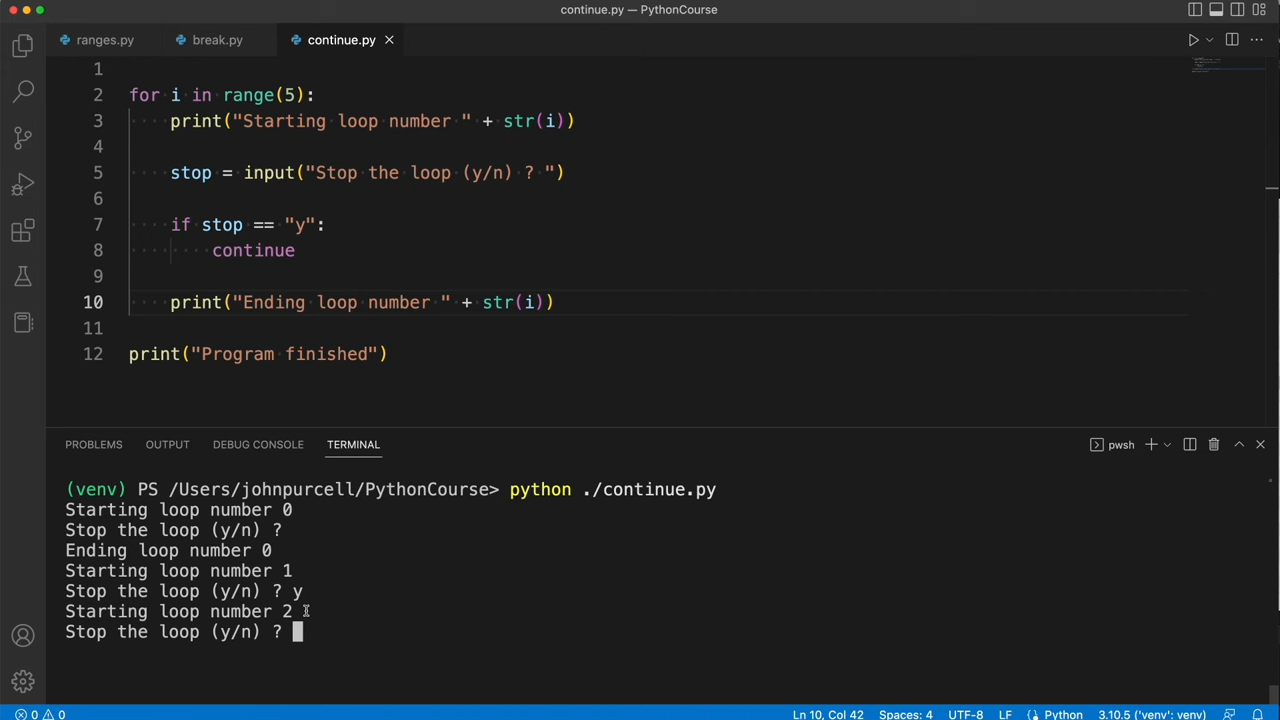 continue.py — PythonCourse
ranges.py break.py continue.py
1
2 for i in range(5):
3 print("Starting loop number " + str(i))
4
5 stop = input("Stop the loop (y/n) ? ")
6
7 if stop == "y":
8 continue
9
10 print("Ending loop number " + str(i))
11
12 print("Program finished")
PROBLEMS OUTPUT DEBUG CONSOLE TERMINAL pwsh
(venv) PS /Users/johnpurcell/PythonCourse> python ./continue.py
Starting loop number 0
Stop the loop (y/n) ?
Ending loop number 0
Starting loop number 1
Stop the loop (y/n) ? y
Starting loop number 2
Stop the loop (y/n) ?
0 0 Ln 10, Col 42 Spaces: 4 UTF-8 LF Python 3.10.5 ('venv': venv)